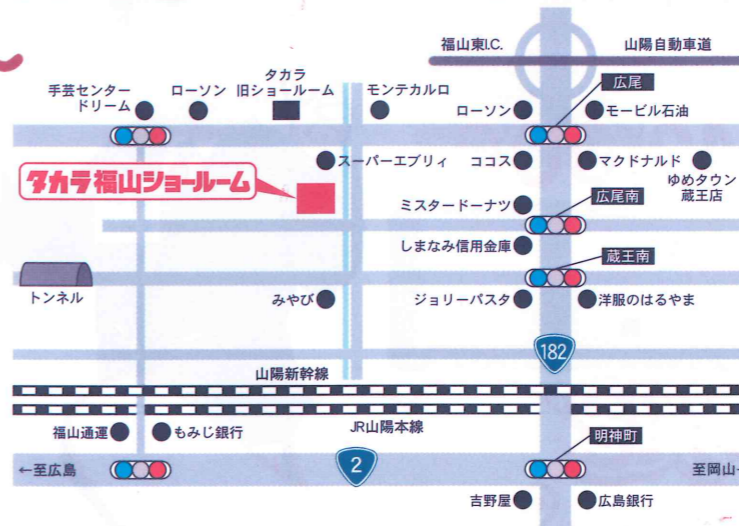 福山東I.C.
山陽自動車道
手芸センター
ドリーム
ローソン
タカラ
旧ショールーム
モンテカルロ
ローソン
広尾
モービル石油
スーパーエブリィ
ココス
マクドナルド
ゆめタウン
蔵王店
タカラ福山ショールーム
ミスタードーナツ
広尾南
しまなみ信用金庫
蔵王南
トンネル
みやび
ジョリーパスタ
洋服のはるやま
182
山陽新幹線
福山通運
もみじ銀行
JR山陽本線
明神町
←至広島
2
至岡山
吉野屋
広島銀行